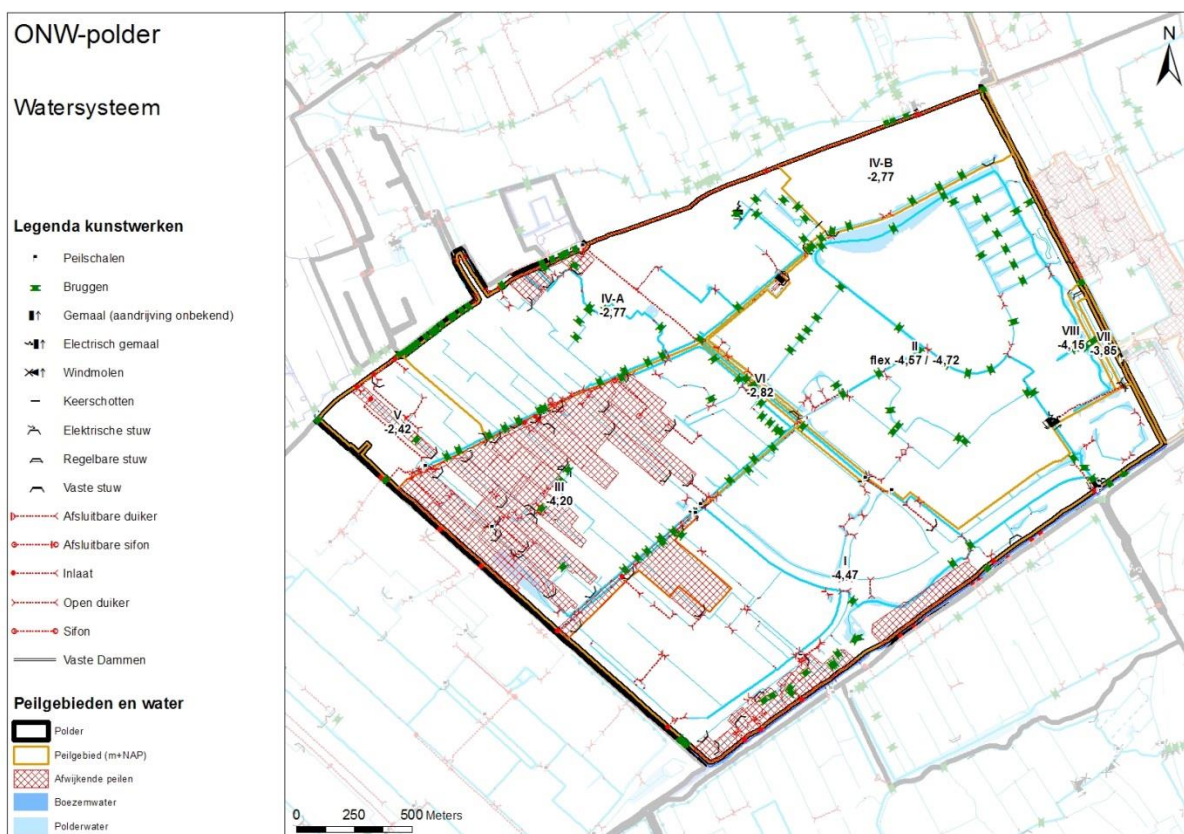 ONW-polder
Watersysteem
Legenda kunstwerken
Peilschalen
Bruggen
Gemaal (aandrijving onbekend)
Electrisch gemaal
Windmolen
Keerschotten
Elektrische stuw
Regelbare stuw
Vaste stuw
Afsluitbare duiker
Afsluitbare sifon
Inlaat
Open duiker
Sifon
Vaste Dammen
Peilgebieden en water
Polder
Peilgebied (m+NAP)
Afwijkende peilen
Boezemwater
Polderwater
N
IV-B
-2,77
IV-A
-2,77
II
flex -4,57 / -4,72
VIII
-4,15
VII
-3,85
VI
-2,82
V
-2,42
III
-4,20
I
-4,47
0 250 500 Meters